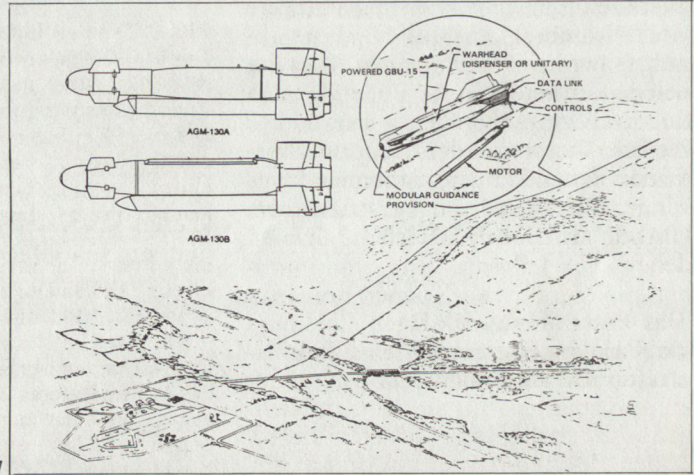 AGM-130A
AGM-130B
WARHEAD
(DISPENSER OR UNITARY)
POWERED GBU-15
DATA LINK
CONTROLS
MOTOR
MODULAR GUIDANCE
PROVISION